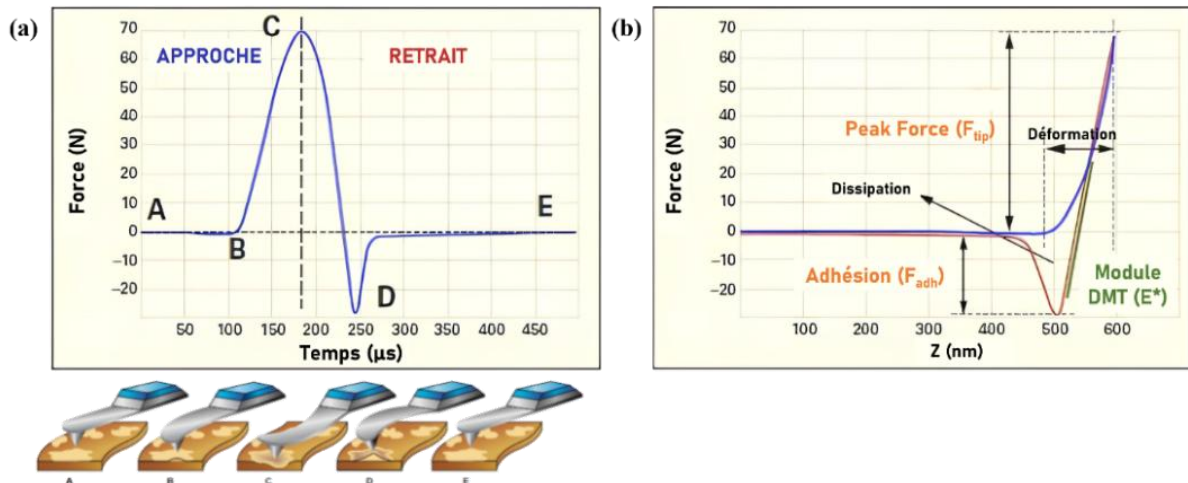 (a)
70
60
50
40
30
20
10
0
−10
−20
Force (N)
APPROCHE
RETRAIT
A
B
C
D
E
50 100 150 200 250 300 350 400 450
Temps (µs)
A B C D E
(b)
70
60
50
40
30
20
10
0
−10
−20
Force (N)
Peak Force (Ftip)
Déformation
Dissipation
Adhésion (Fadh)
Module
DMT (E*)
100 200 300 400 500 600
Z (nm)